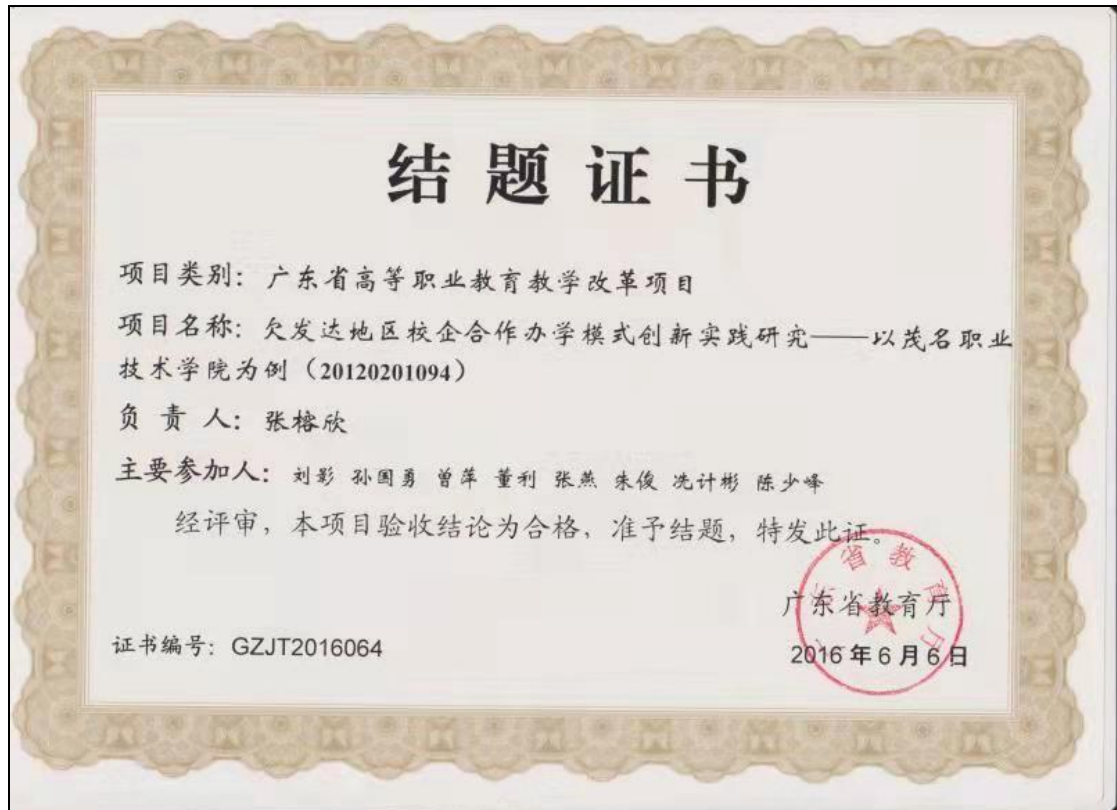 结题证书
项目类别：广东省高等职业教育教学改革项目
项目名称：欠发达地区校企合作办学模式创新实践研究——以茂名职业
技术学院为例（20120201094）
负责人：张榕欣
主要参加人：刘影 孙国勇 曾萍 董利 张燕 朱俊 冼计彬 陈少峰
经评审，本项目验收结论为合格，准予结题，特发此证。
广东省教育厅
广东省教育厅
证书编号：GZJT2016064
2016年6月6日